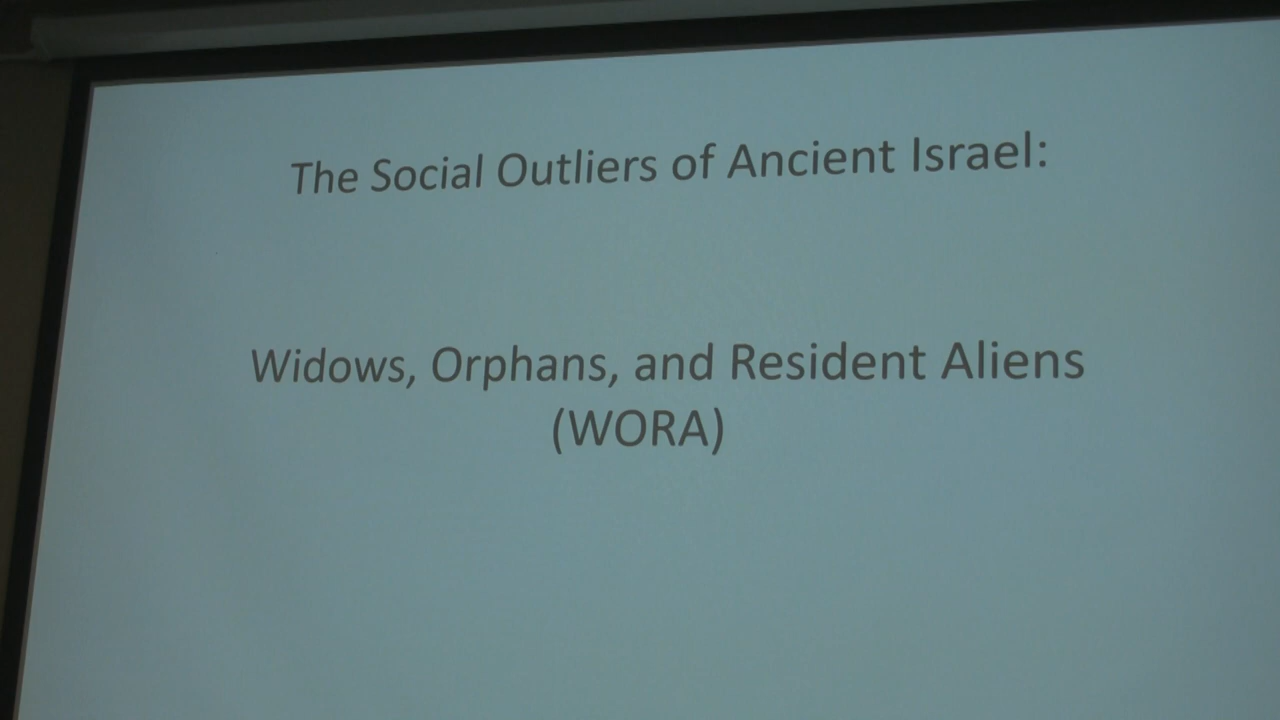 The Social Outliers of Ancient Israel:
Widows, Orphans, and Resident Aliens
(WORA)